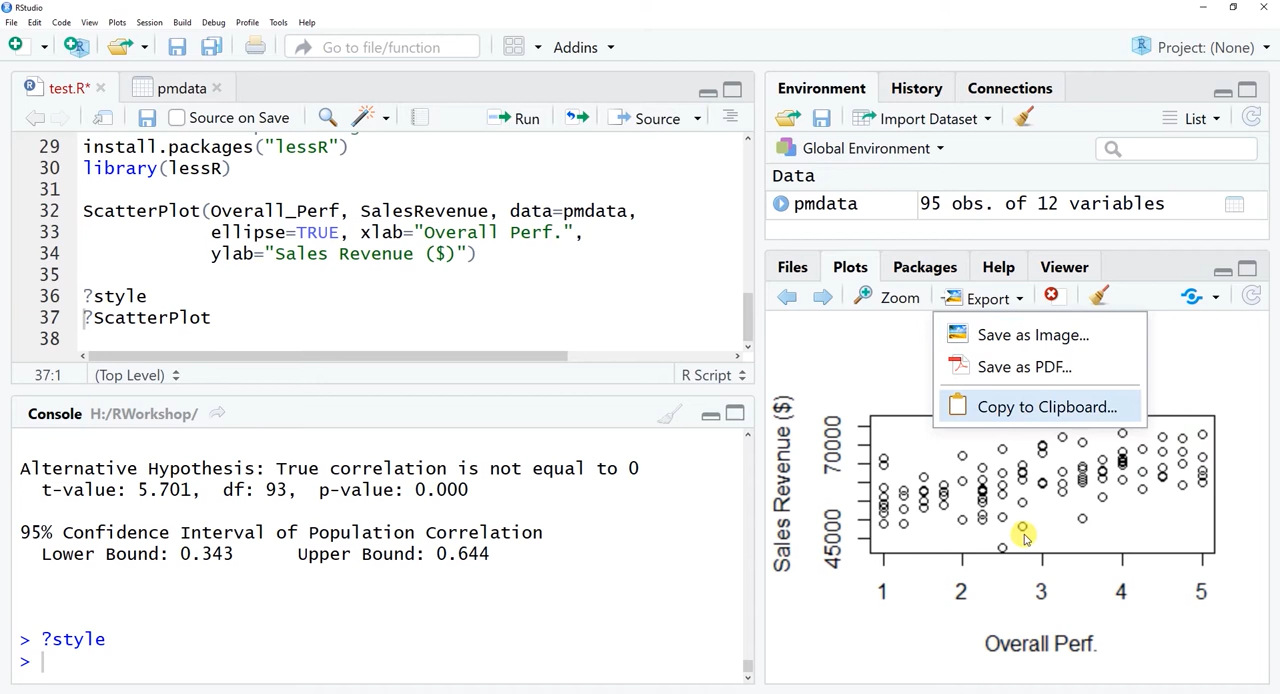 RStudio
File Edit Code View Plots Session Build Debug Profile Tools Help
Go to file/function Addins Project: (None)
test.R* pmdata
Source on Save Run Source
29 install.packages("lessR")
30 library(lessR)
31
32 ScatterPlot(Overall_Perf, SalesRevenue, data=pmdata,
33 ellipse=TRUE, xlab="Overall Perf.",
34 ylab="Sales Revenue ($)")
35
36 ?style
37 ?ScatterPlot
38
37:1 (Top Level) R Script
Console H:/RWorkshop/
Alternative Hypothesis: True correlation is not equal to 0
t-value: 5.701, df: 93, p-value: 0.000
95% Confidence Interval of Population Correlation
Lower Bound: 0.343 Upper Bound: 0.644
> ?style
>
Environment History Connections
Import Dataset List
Global Environment
Data
pmdata 95 obs. of 12 variables
Files Plots Packages Help Viewer
Zoom Export
Save as Image...
Save as PDF...
Copy to Clipboard...
Sales Revenue ($)
70000
45000
1 2 3 4 5
Overall Perf.